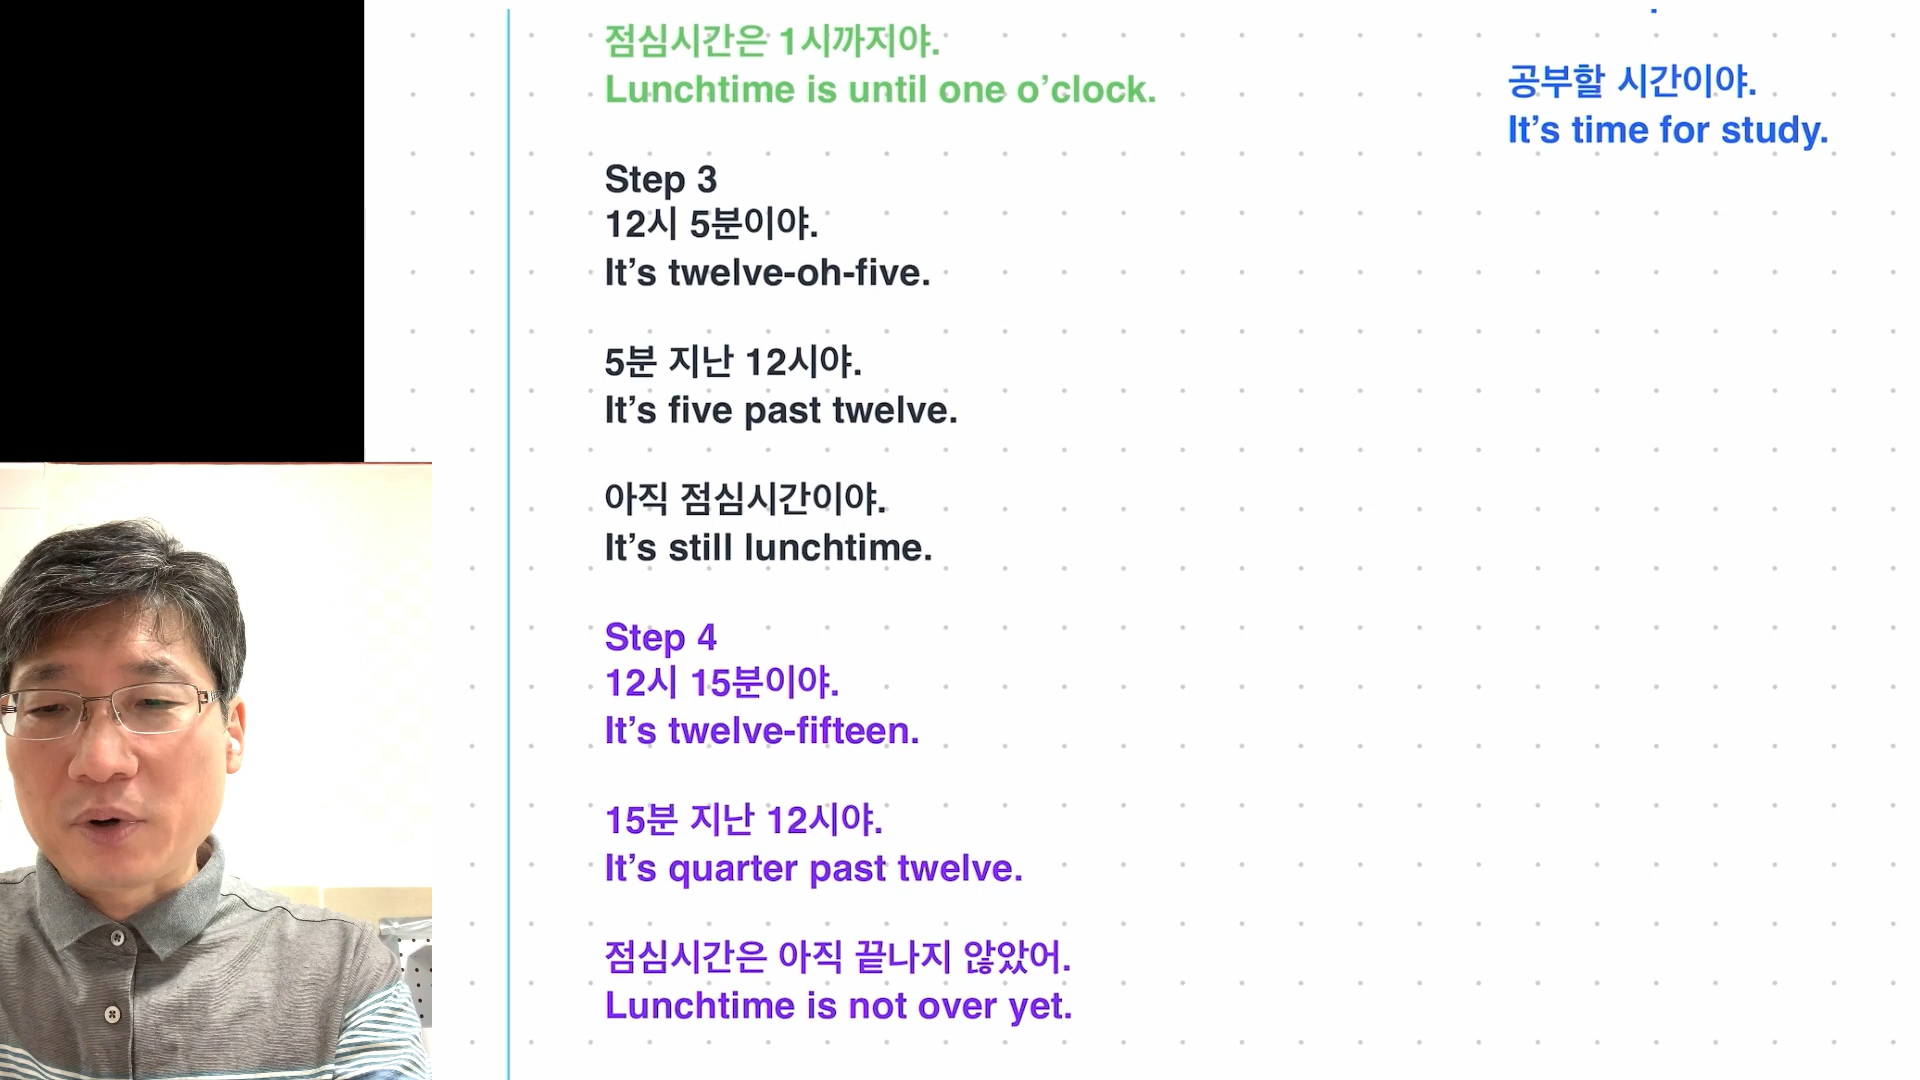 점심시간은 1시까지야.
Lunchtime is until one o’clock.
Step 3
12시 5분이야.
It’s twelve-oh-five.
5분 지난 12시야.
It’s five past twelve.
아직 점심시간이야.
It’s still lunchtime.
Step 4
12시 15분이야.
It’s twelve-fifteen.
15분 지난 12시야.
It’s quarter past twelve.
점심시간은 아직 끝나지 않았어.
Lunchtime is not over yet.
공부할 시간이야.
It’s time for study.